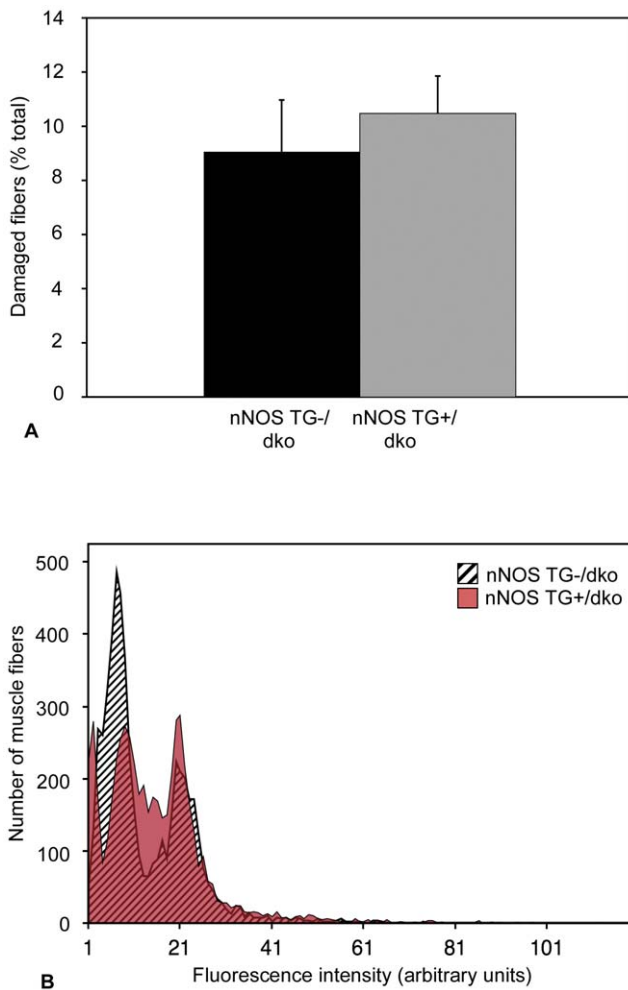 14
12
10
8
6
4
2
0
Damaged fibers (% total)
nNOS TG-/ nNOS TG+/
dko dko
A
500
400
300
200
100
0
Number of muscle fibers
nNOS TG-/dko
nNOS TG+/dko
1 21 41 61 81 101
Fluorescence intensity (arbitrary units)
B